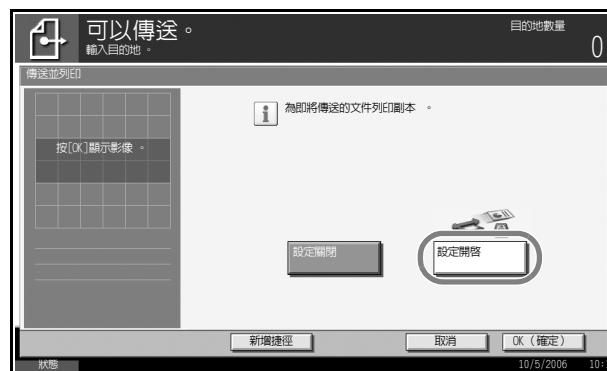 可以傳送。
輸入目的地。
目的地數量
0
傳送並列印
為即將傳送的文件列印副本 。
按[OK]顯示影像 。
設定關閉
設定開啓
新增捷徑
取消
OK（確定）
狀態
10/5/2006
10: